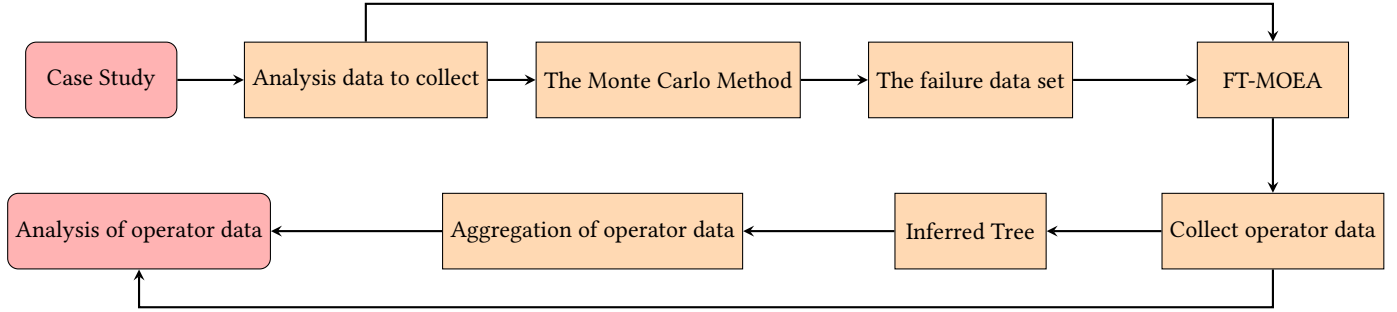 Case Study
Analysis data to collect
The Monte Carlo Method
The failure data set
FT-MOEA
Analysis of operator data
Aggregation of operator data
Inferred Tree
Collect operator data